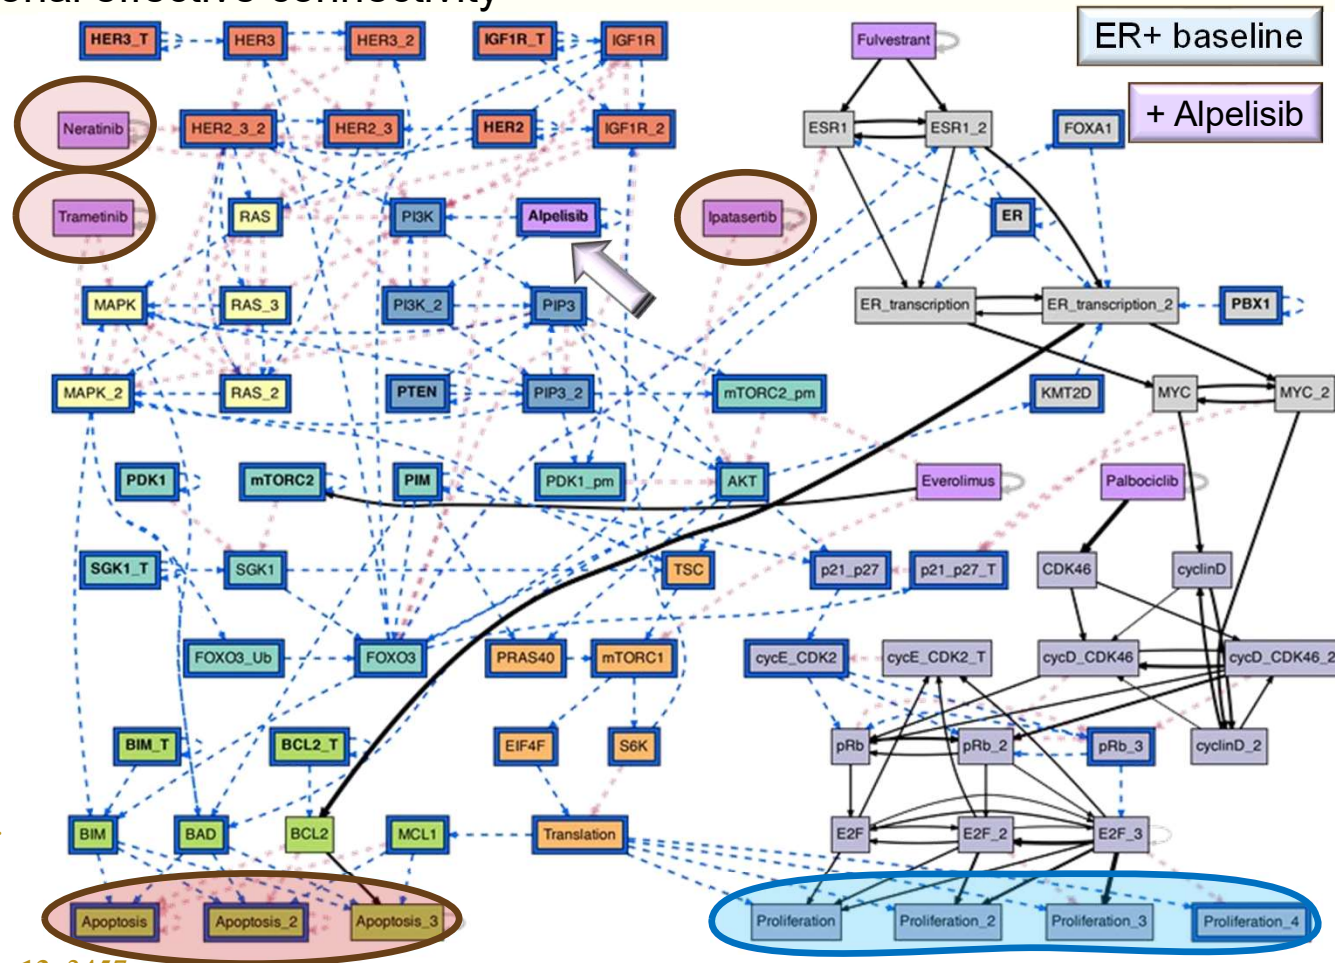 onal effective connectivity
ER+ baseline
+ Alpelisib
HER3_T
HER3
HER3_2
IGF1R_T
IGF1R
Fulvestrant
Neratinib
HER2_3_2
HER2_3
HER2
IGF1R_2
ESR1
ESR1_2
FOXA1
Trametinib
RAS
PI3K
Alpelisib
Ipatasertib
ER
MAPK
RAS_3
PI3K_2
PIP3
ER_transcription
ER_transcription_2
PBX1
MAPK_2
RAS_2
PTEN
PIP3_2
mTORC2_pm
KMT2D
MYC
MYC_2
PDK1
mTORC2
PIM
PDK1_pm
AKT
Everolimus
Palbociclib
SGK1_T
SGK1
TSC
p21_p27
p21_p27_T
CDK46
cyclinD
FOXO3_Ub
FOXO3
PRAS40
mTORC1
cycE_CDK2
cycE_CDK2_T
cycD_CDK46
cycD_CDK46_2
BIM_T
BCL2_T
EIF4F
S6K
pRb
pRb_2
pRb_3
cyclinD_2
BIM
BAD
BCL2
MCL1
Translation
E2F
E2F_2
E2F_3
Apoptosis
Apoptosis_2
Apoptosis_3
Proliferation
Proliferation_2
Proliferation_3
Proliferation_4